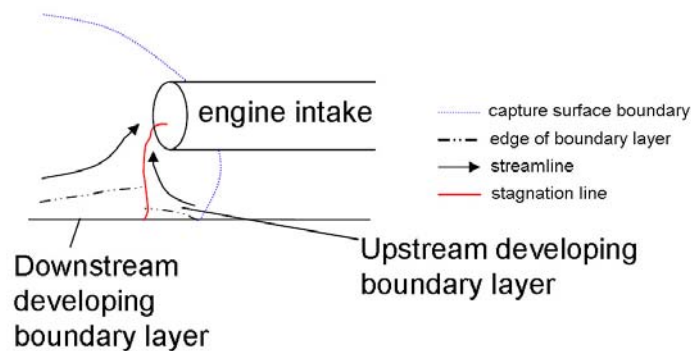 engine intake
capture surface boundary
edge of boundary layer
streamline
stagnation line
Downstream
developing
boundary layer
Upstream developing
boundary layer